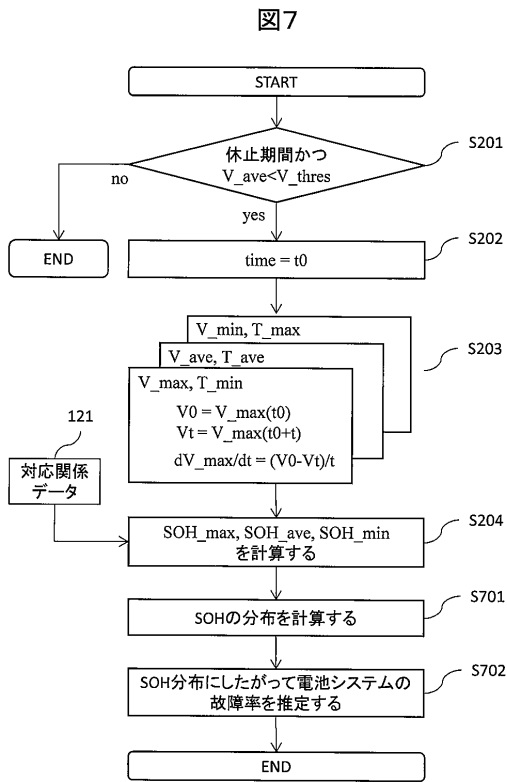 図7
START
休止期間かつ
V_ave<V_thres
S201
no
yes
END
time = t0
S202
V_min, T_max
V_ave, T_ave
V_max, T_min
V0 = V_max(t0)
Vt = V_max(t0+t)
dV_max/dt = (V0-Vt)/t
S203
121
対応関係
データ
SOH_max, SOH_ave, SOH_min
を計算する
S204
SOHの分布を計算する
S701
SOH分布にしたがって電池システムの
故障率を推定する
S702
END